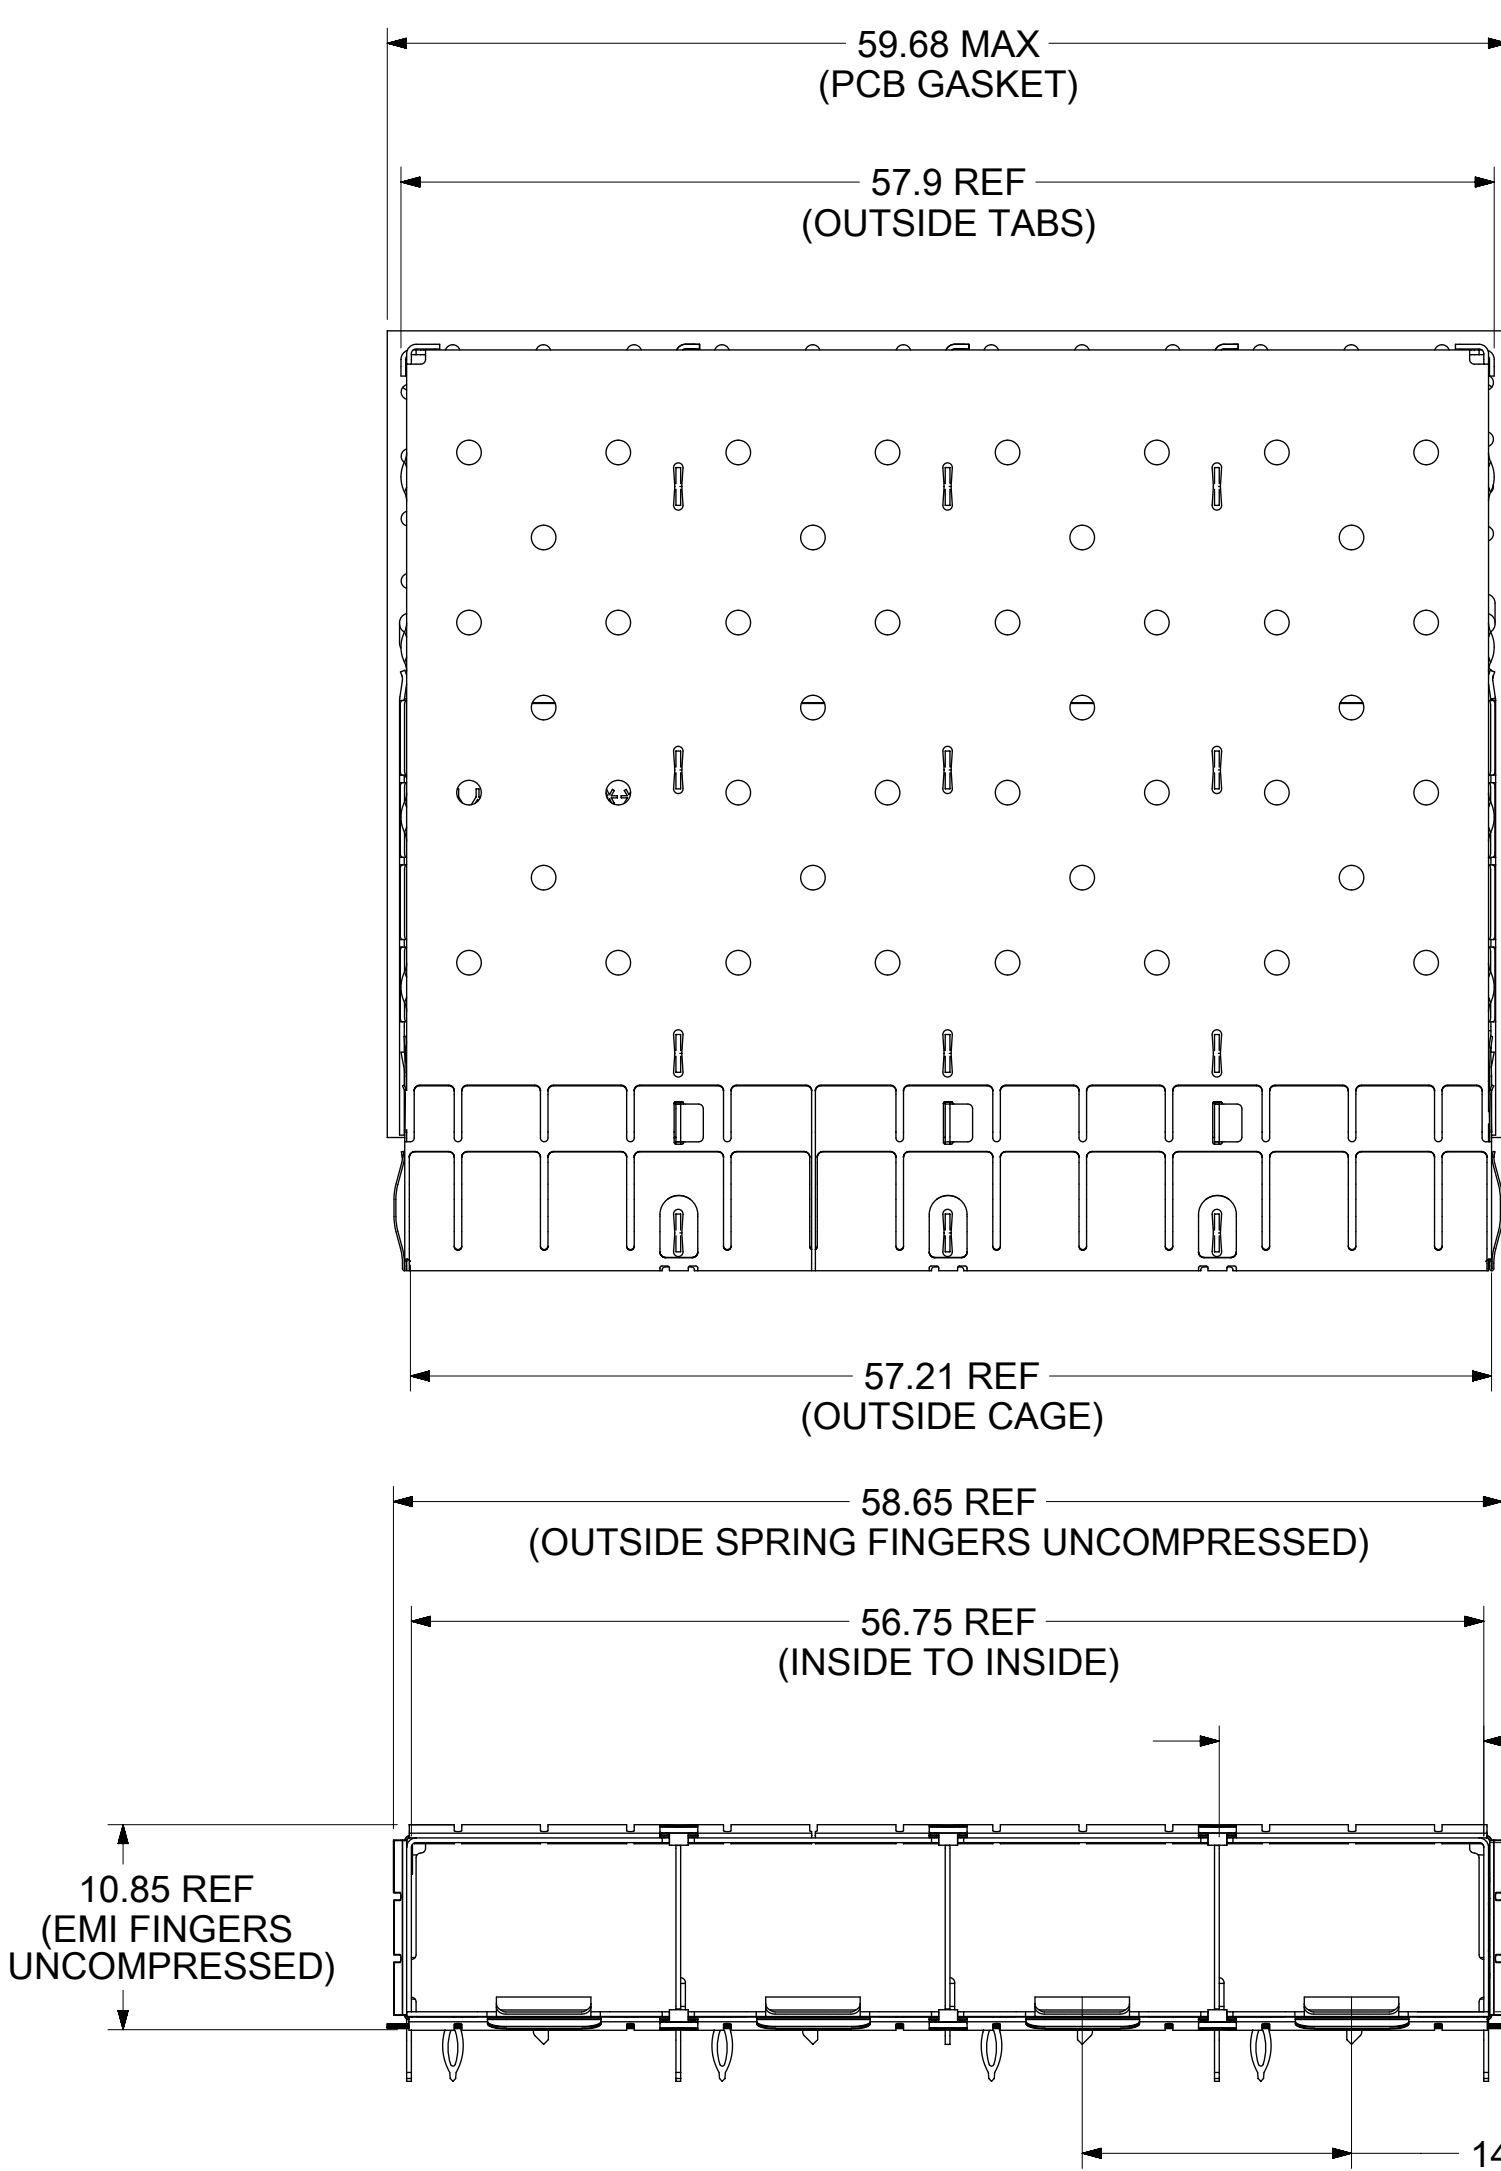 59.68 MAX
(PCB GASKET)
57.9 REF
(OUTSIDE TABS)
57.21 REF
(OUTSIDE CAGE)
58.65 REF
(OUTSIDE SPRING FINGERS UNCOMPRESSED)
56.75 REF
(INSIDE TO INSIDE)
10.85 REF
(EMI FINGERS
UNCOMPRESSED)